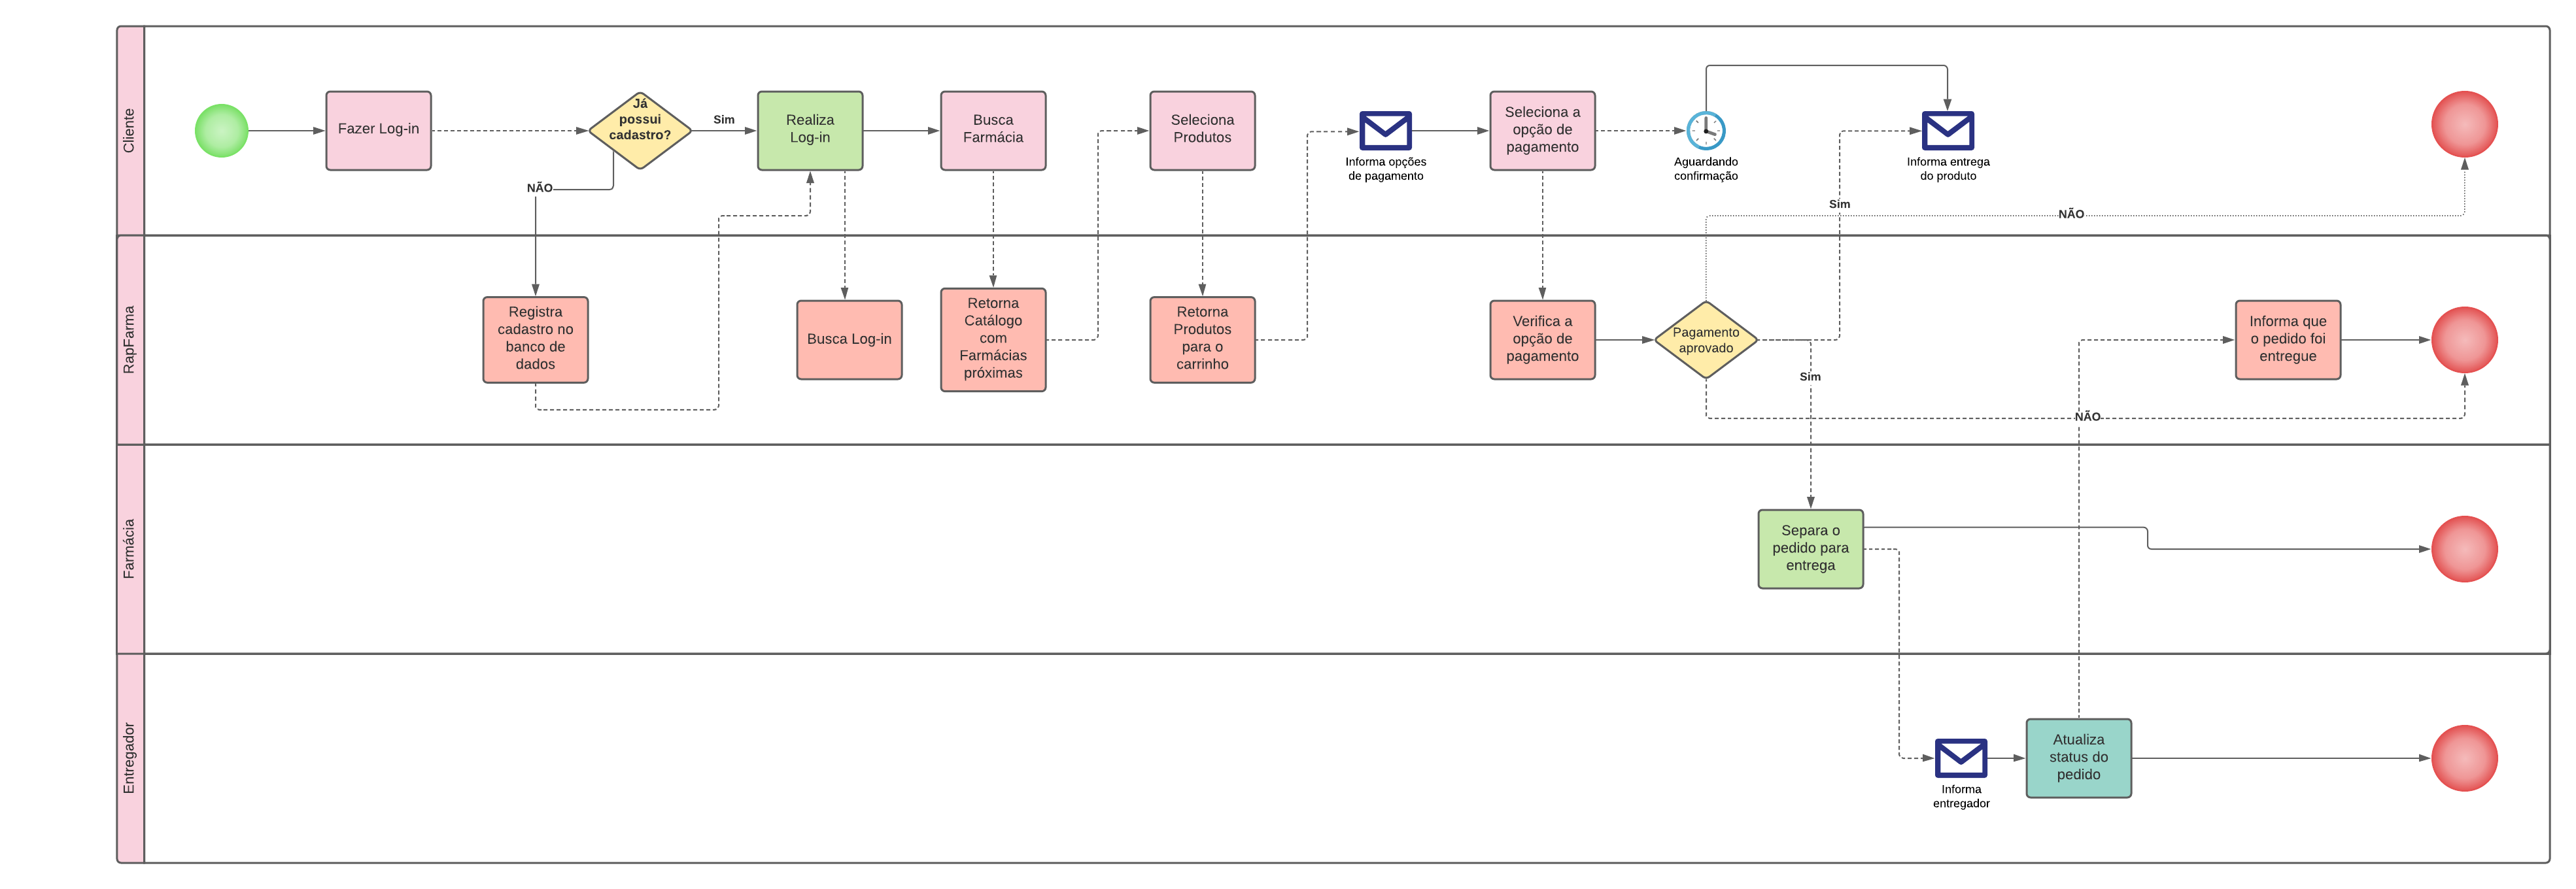 Cliente
Fazer Log-in
Já
possui
cadastro?
Sim
NÃO
Realiza
Log-in
Busca
Farmácia
Seleciona
Produtos
Informa opções
de pagamento
Seleciona a
opção de
pagamento
Aguardando
confirmação
Informa entrega
do produto
Sim
NÃO
RapFarma
Registra
cadastro no
banco de
dados
Busca Log-in
Retorna
Catálogo
com
Farmácias
próximas
Retorna
Produtos
para o
carrinho
Verifica a
opção de
pagamento
Pagamento
aprovado
Sim
NÃO
Informa que
o pedido foi
entregue
Farmácia
Separa o
pedido para
entrega
Entregador
Informa
entregador
Atualiza
status do
pedido